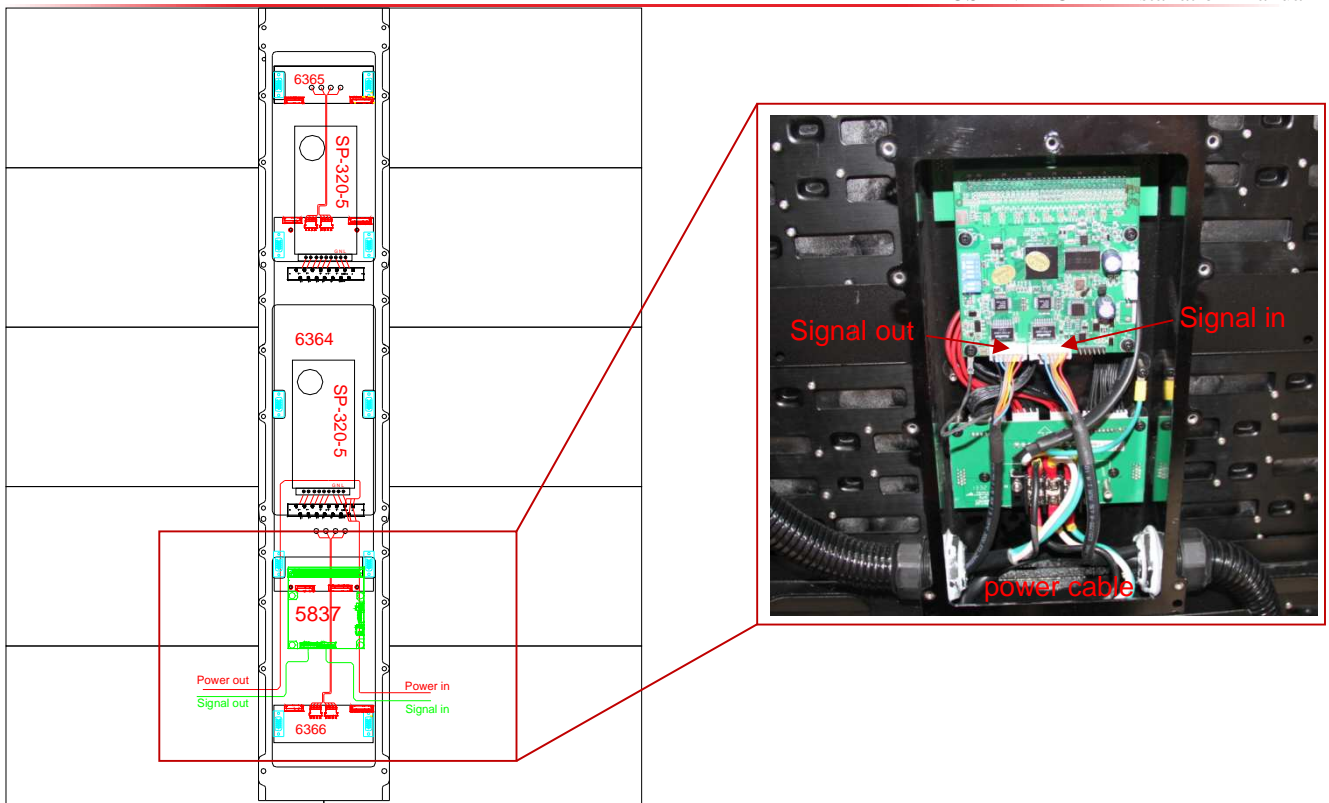 6365
SP-320-5
6364
SP-320-5
5837
Power out
Signal out
Power in
Signal in
6366
Signal out
Signal in
power cable